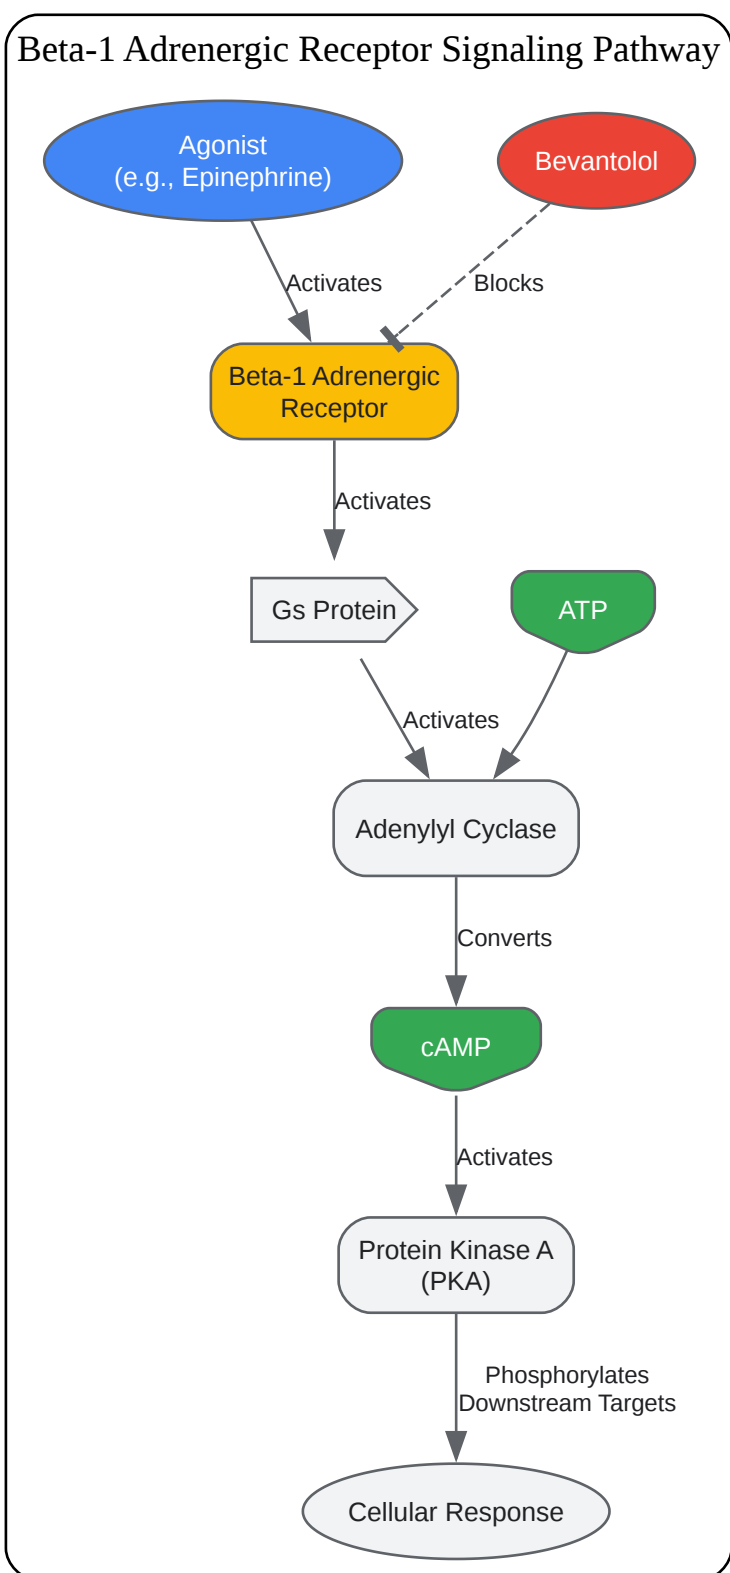 Beta-1 Adrenergic Receptor Signaling Pathway
Agonist
(e.g., Epinephrine)
Bevantolol
Activates
Blocks
Beta-1 Adrenergic
Receptor
Activates
Gs Protein
ATP
Activates
Adenylyl Cyclase
Converts
cAMP
Activates
Protein Kinase A
(PKA)
Phosphorylates
Downstream Targets
Cellular Response